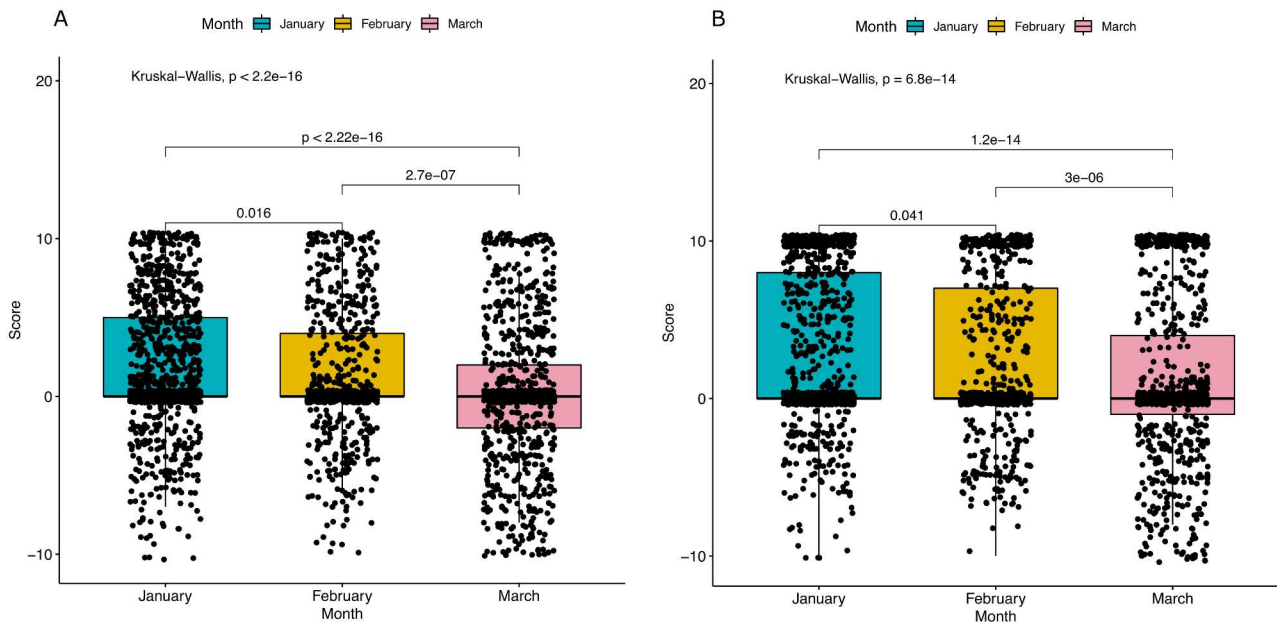 A
Month January February March
Kruskal−Wallis, p < 2.2e−16
p < 2.22e−16
2.7e−07
0.016
20
10
0
−10
Score
January February March
Month
B
Month January February March
Kruskal−Wallis, p = 6.8e−14
1.2e−14
3e−06
0.041
20
10
0
−10
Score
January February March
Month